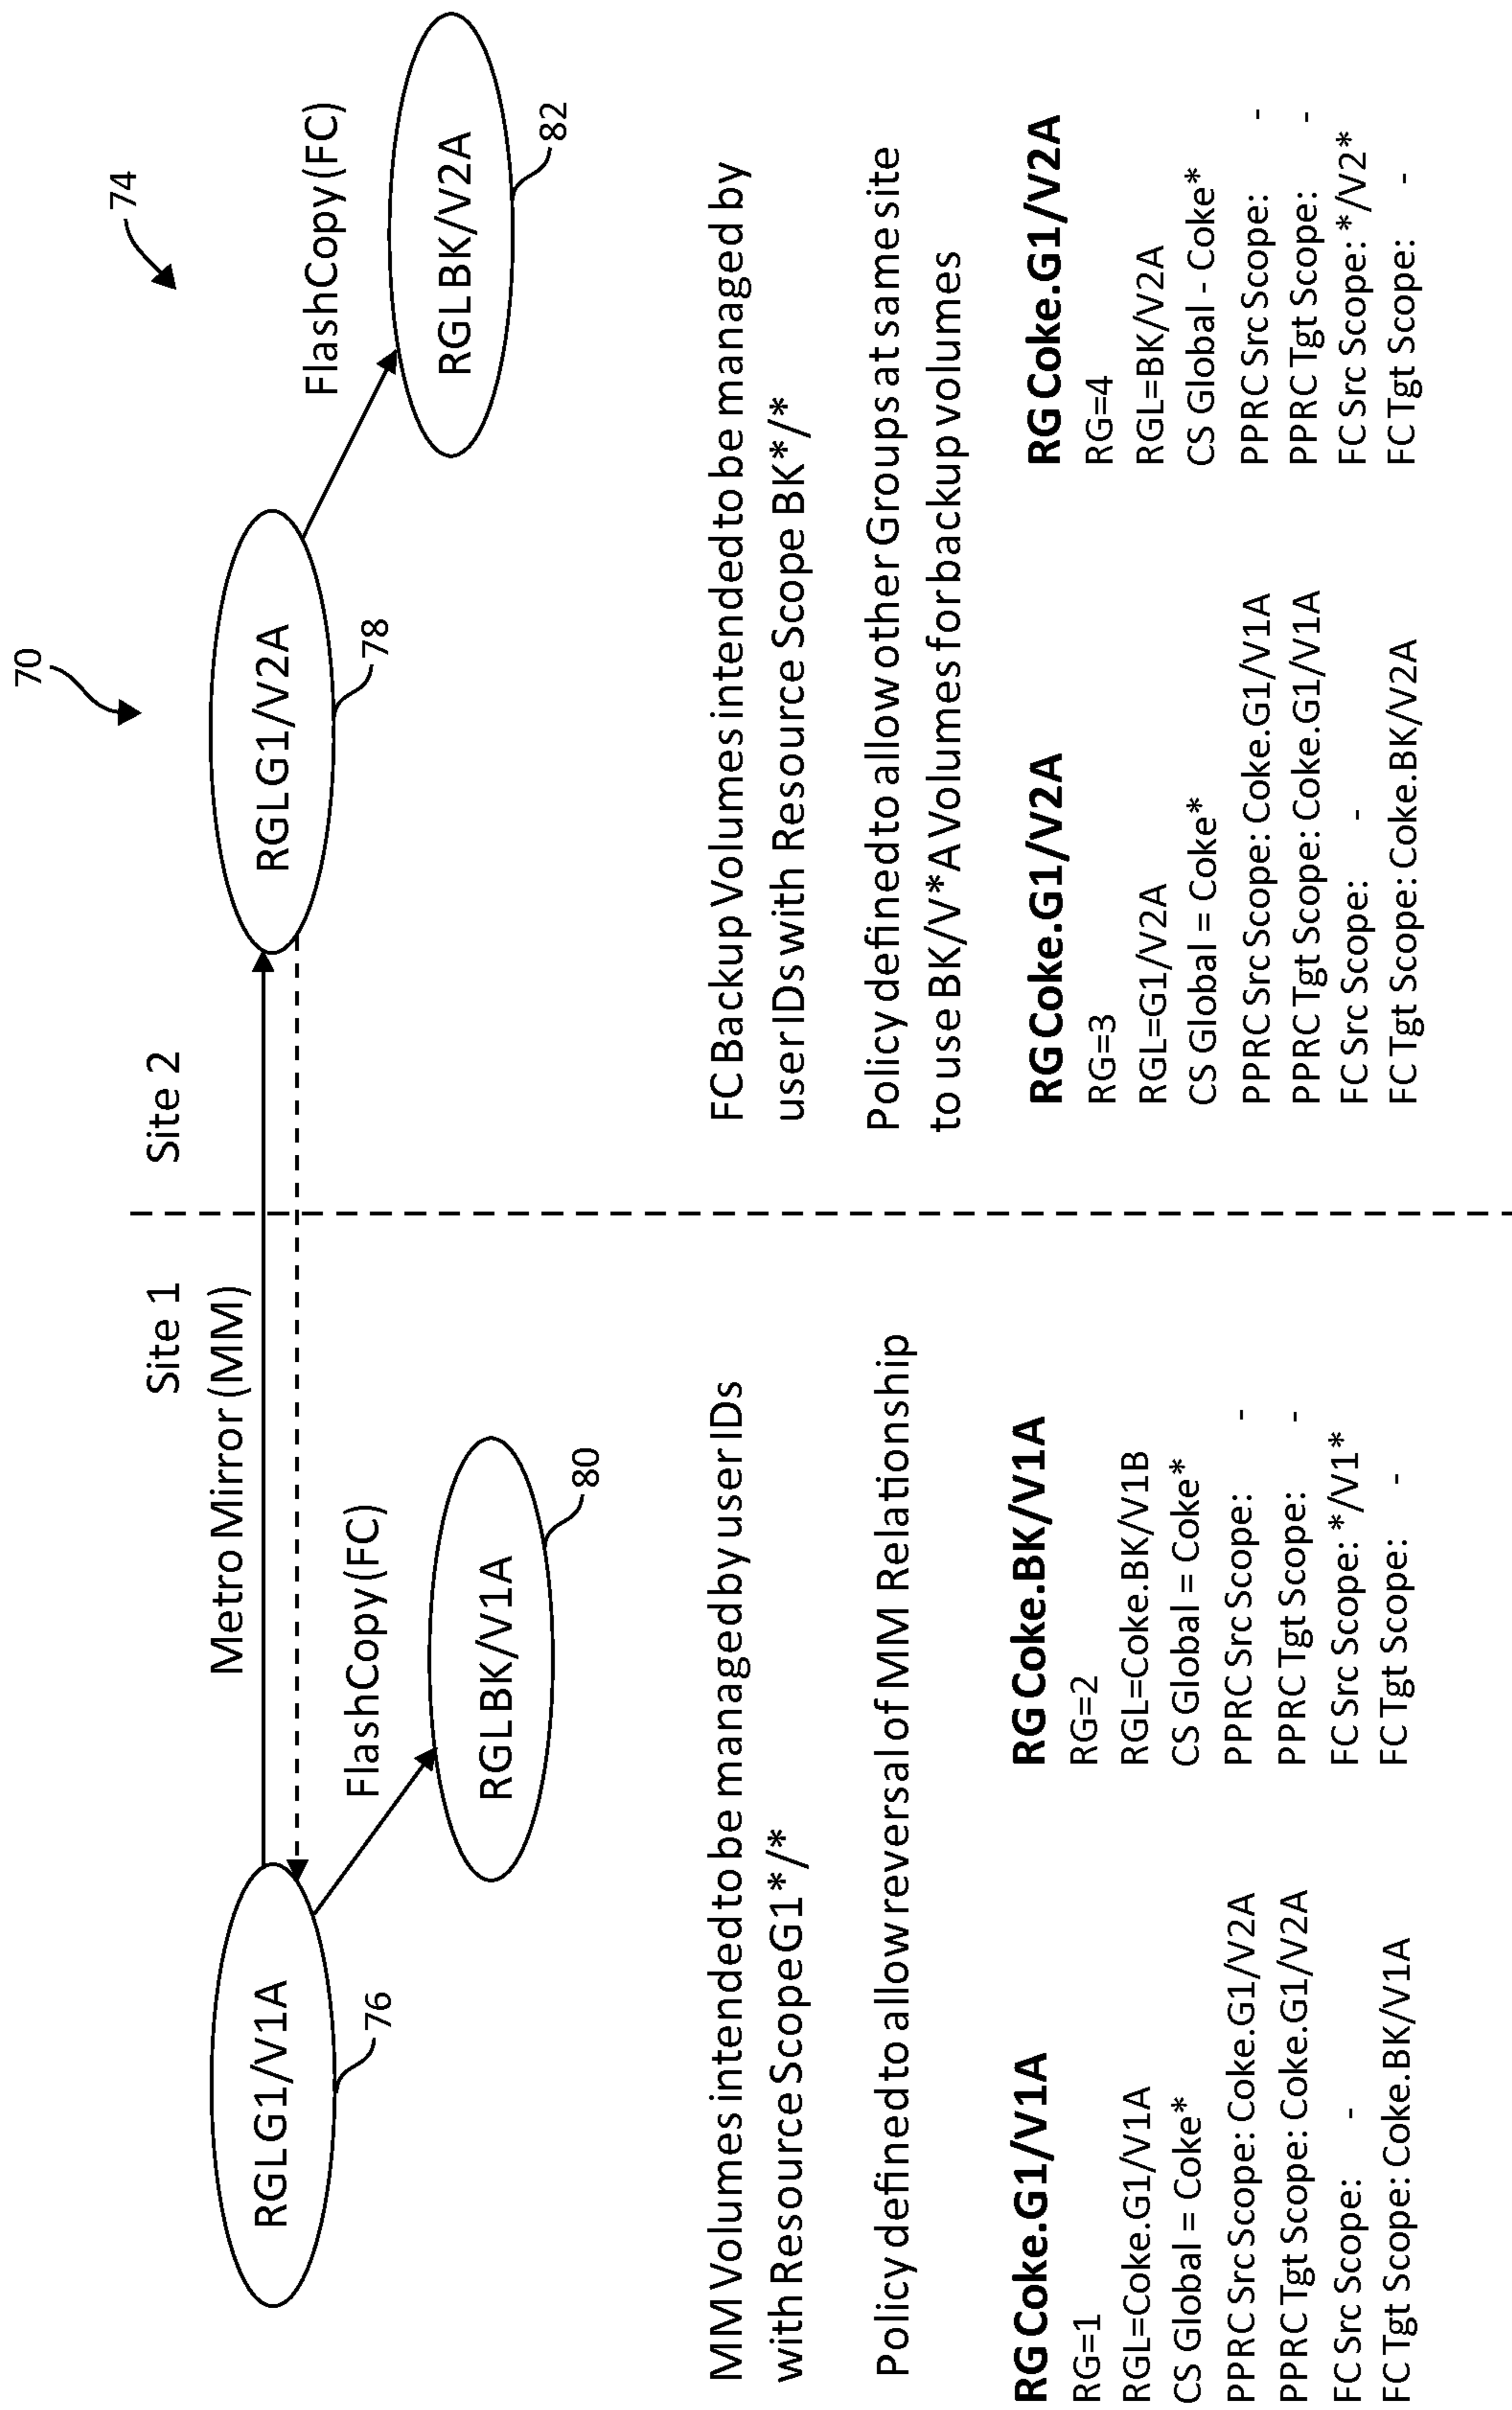 70
74
Site 1
Site 2
Metro Mirror (MM)
RGL G1/V1A
76
FlashCopy (FC)
RGL BK/V1A
80
RGL G1/V2A
78
FlashCopy (FC)
RGL BK/V2A
82
MM Volumes intended to be managed by user IDs
with Resource Scope G1*/*
Policy defined to allow reversal of MM Relationship
FC Backup Volumes intended to be managed by
user IDs with Resource Scope BK*/*
Policy defined to allow other Groups at same site
to use BK/V*A Volumes for backup volumes
RG Coke.G1/V1A
RG=1
RGL=Coke.G1/V1A
CS Global = Coke*
PPRC Src Scope: Coke.G1/V2A
PPRC Tgt Scope: Coke.G1/V2A
FC Src Scope: -
FC Tgt Scope: Coke.BK/V1A
RG Coke.BK/V1A
RG=2
RGL=Coke.BK/V1B
CS Global = Coke*
PPRC Src Scope: -
PPRC Tgt Scope: -
FC Src Scope: */V1*
FC Tgt Scope: -
RG Coke.G1/V2A
RG=3
RGL=G1/V2A
CS Global = Coke*
PPRC Src Scope: Coke.G1/V1A
PPRC Tgt Scope: Coke.G1/V1A
FC Src Scope: -
FC Tgt Scope: Coke.BK/V2A
RG Coke.G1/V2A
RG=4
RGL=BK/V2A
CS Global - Coke*
PPRC Src Scope: -
PPRC Tgt Scope: -
FC Src Scope: */V2*
FC Tgt Scope: -